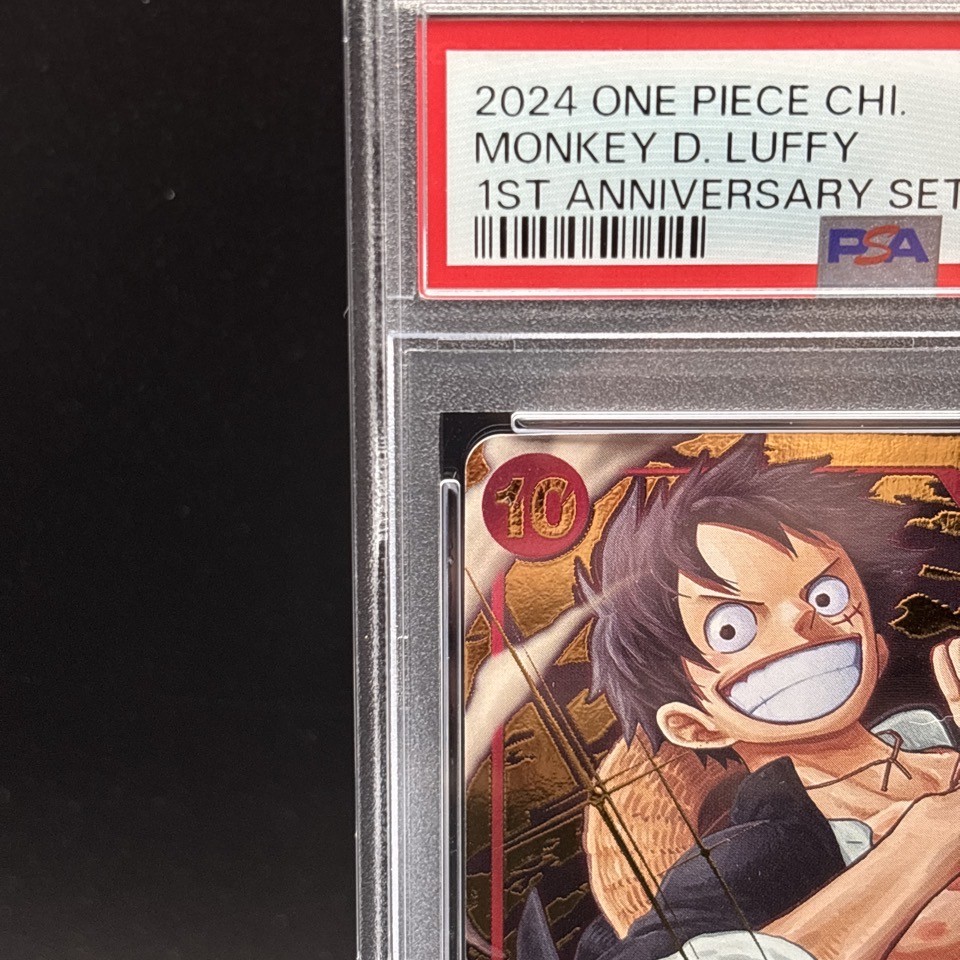 2024 ONE PIECE CHI.
MONKEY D. LUFFY
1ST ANNIVERSARY SET
PSA
10